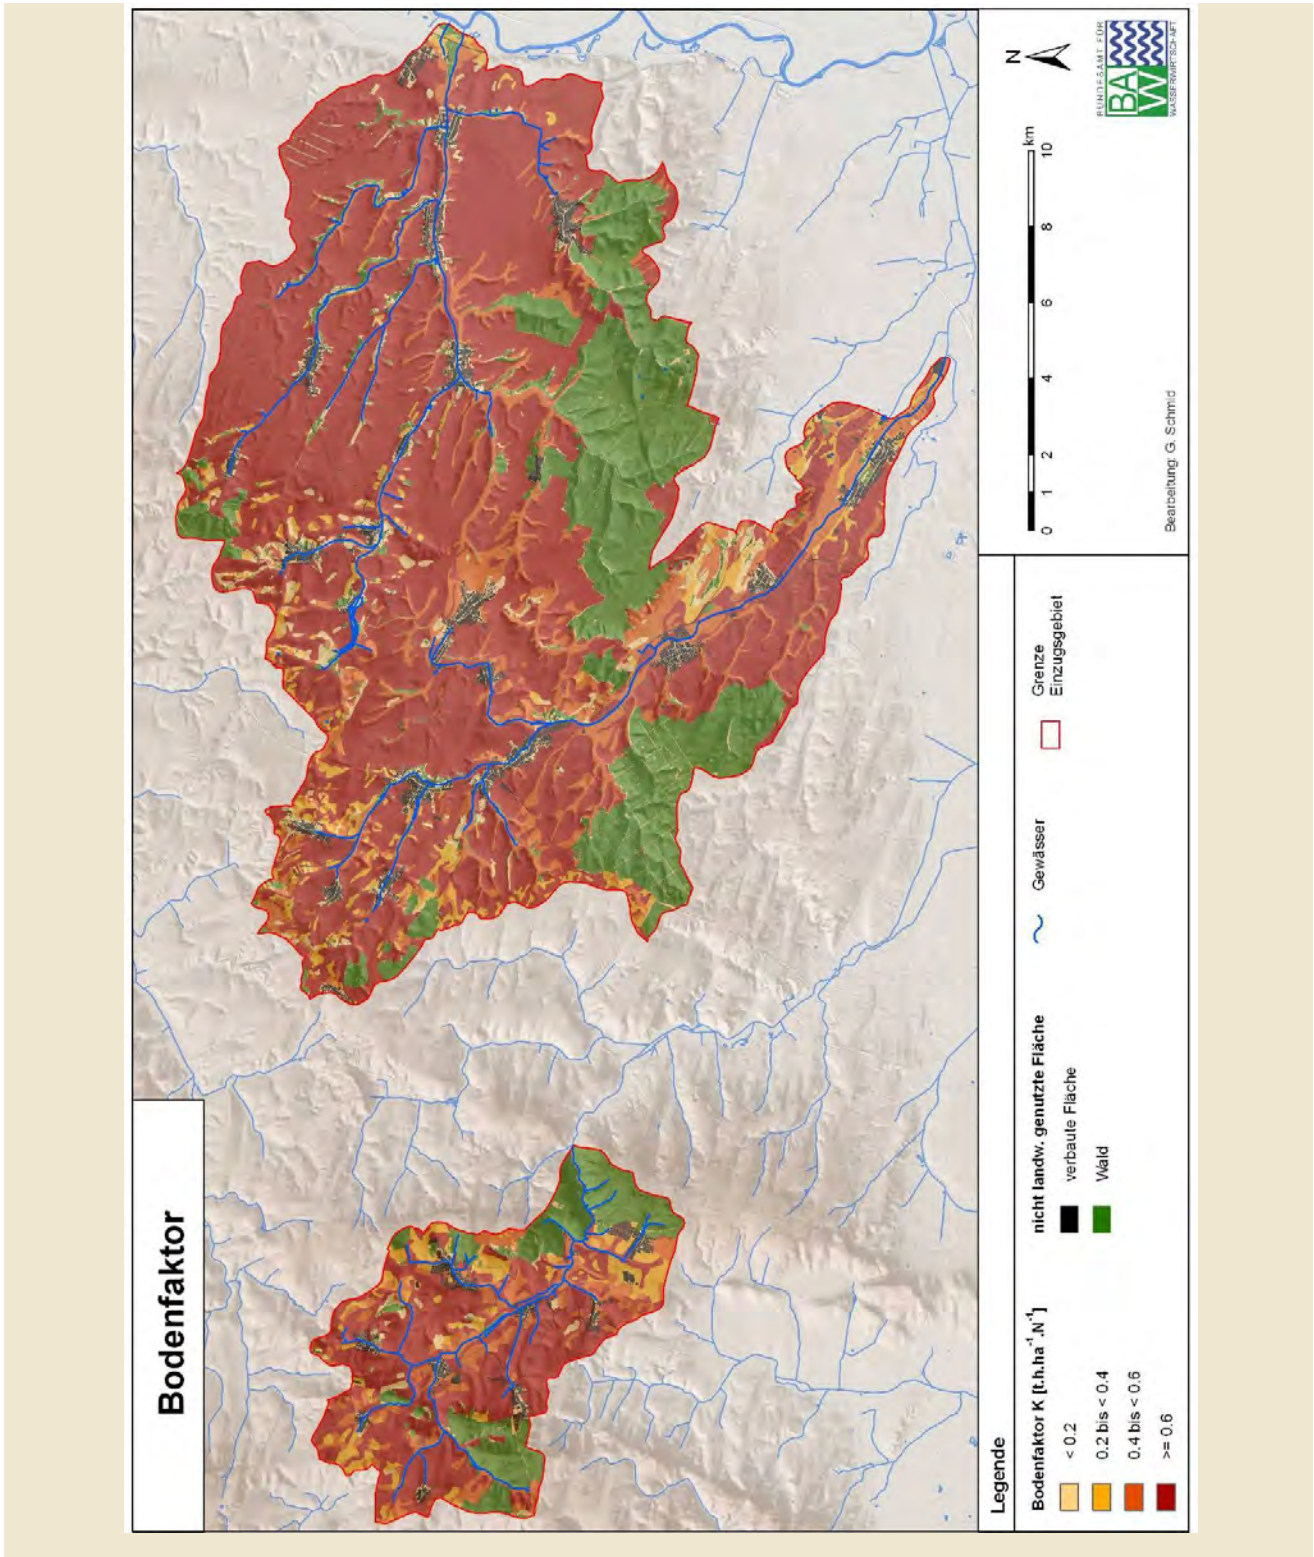 Bodenfaktor
Legende
Bodenfaktor K [t.h.ha⁻¹.N⁻¹]
< 0.2
0.2 bis < 0.4
0.4 bis < 0.6
>= 0.6
nicht landw. genutzte Fläche
verbaute Fläche
Wald
Gewässer
Grenze
Einzugsgebiet
0 1 2 4 6 8 10
km
N
Bearbeitung: G. Schmid
BUNDESAMT FÜR
BA
W
WASSERWIRTSCHAFT